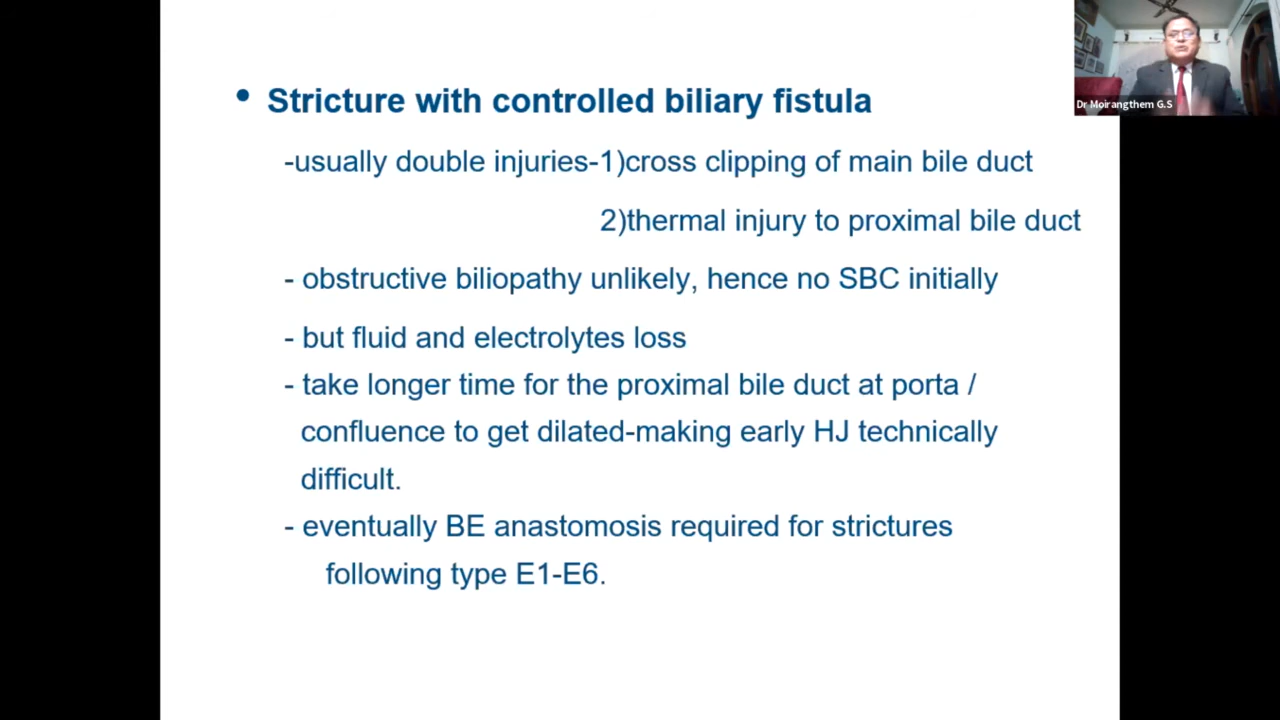 • Stricture with controlled biliary fistula
-usually double injuries-1)cross clipping of main bile duct
2)thermal injury to proximal bile duct
- obstructive biliopathy unlikely, hence no SBC initially
- but fluid and electrolytes loss
- take longer time for the proximal bile duct at porta /
confluence to get dilated-making early HJ technically
difficult.
- eventually BE anastomosis required for strictures
following type E1-E6.
Dr Moirangthem G.S